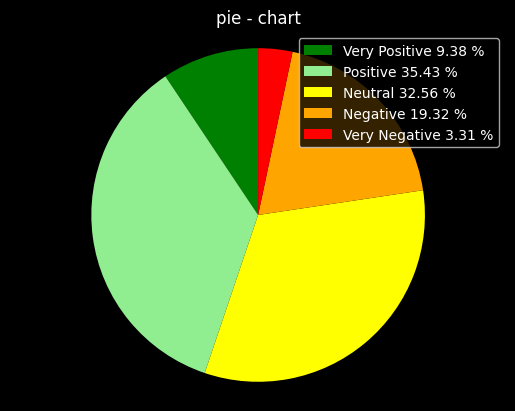 pie - chart
Very Positive 9.38 %
Positive 35.43 %
Neutral 32.56 %
Negative 19.32 %
Very Negative 3.31 %